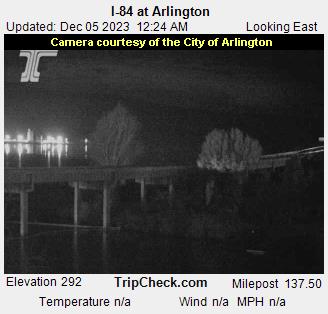 I-84 at Arlington
Updated: Dec 05 2023 12:24 AM Looking East
Camera courtesy of the City of Arlington
Elevation 292 TripCheck.com Milepost 137.50
Temperature n/a Wind n/a MPH n/a